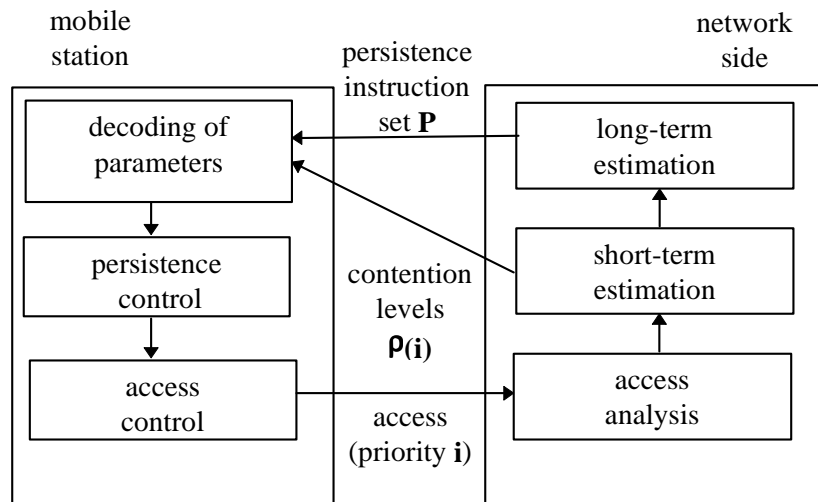 mobile
station
persistence
instruction
set P
network
side
decoding of
parameters
long-term
estimation
persistence
control
contention
levels
ρ(i)
short-term
estimation
access
control
access
(priority i)
access
analysis